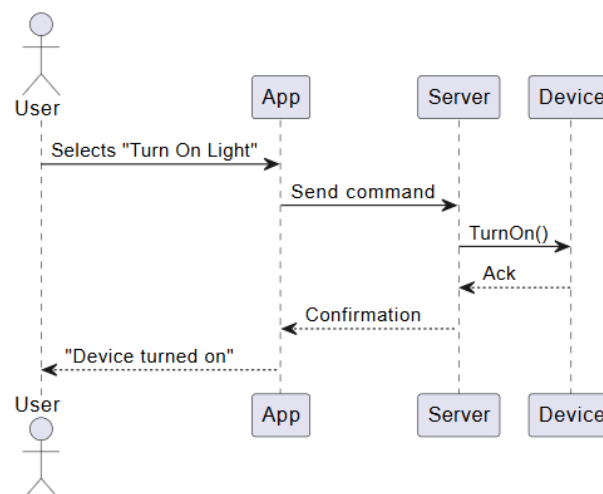 User
App
Server
Device
Selects "Turn On Light"
Send command
TurnOn()
Ack
Confirmation
"Device turned on"
User
App
Server
Device